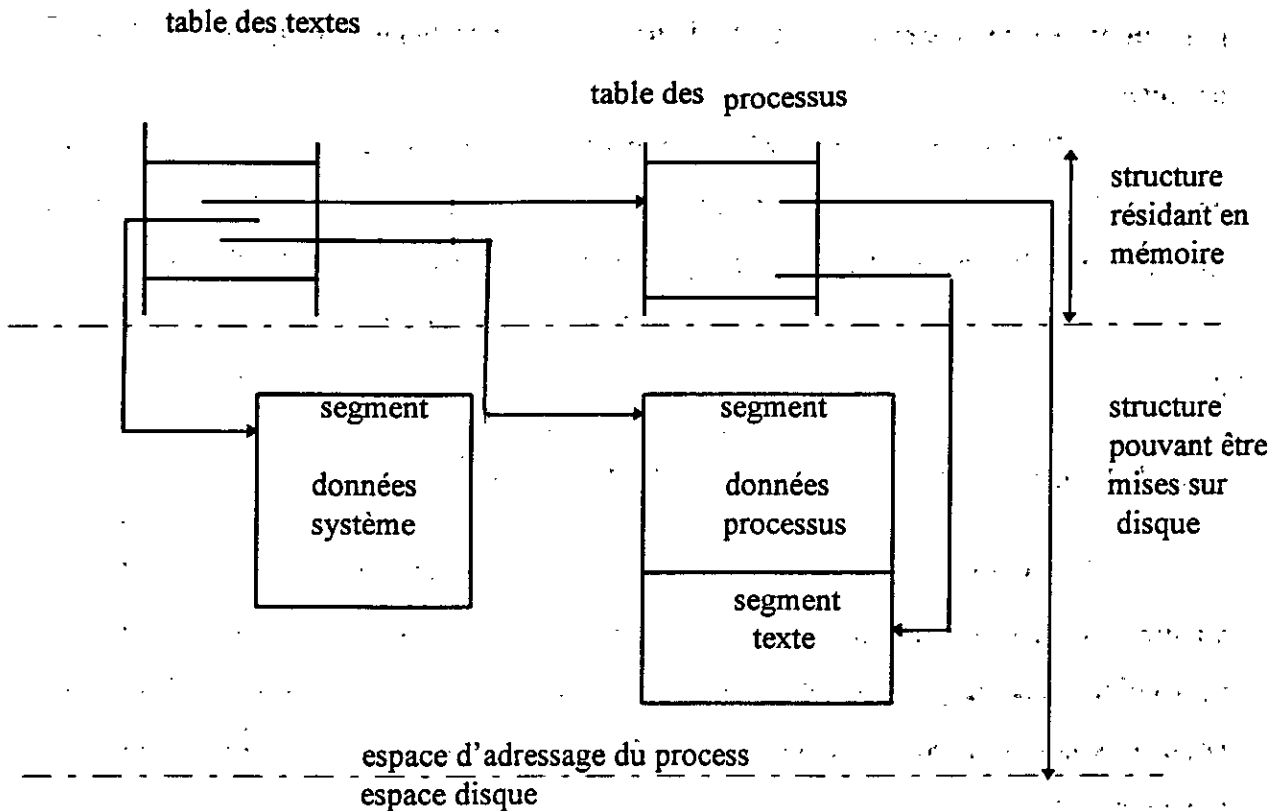 table des textes
table des processus
structure
résidant en
mémoire
segment
données
système
segment
données
processus
segment
texte
structure
pouvant être
mises sur
disque
espace d'adressage du process
espace disque